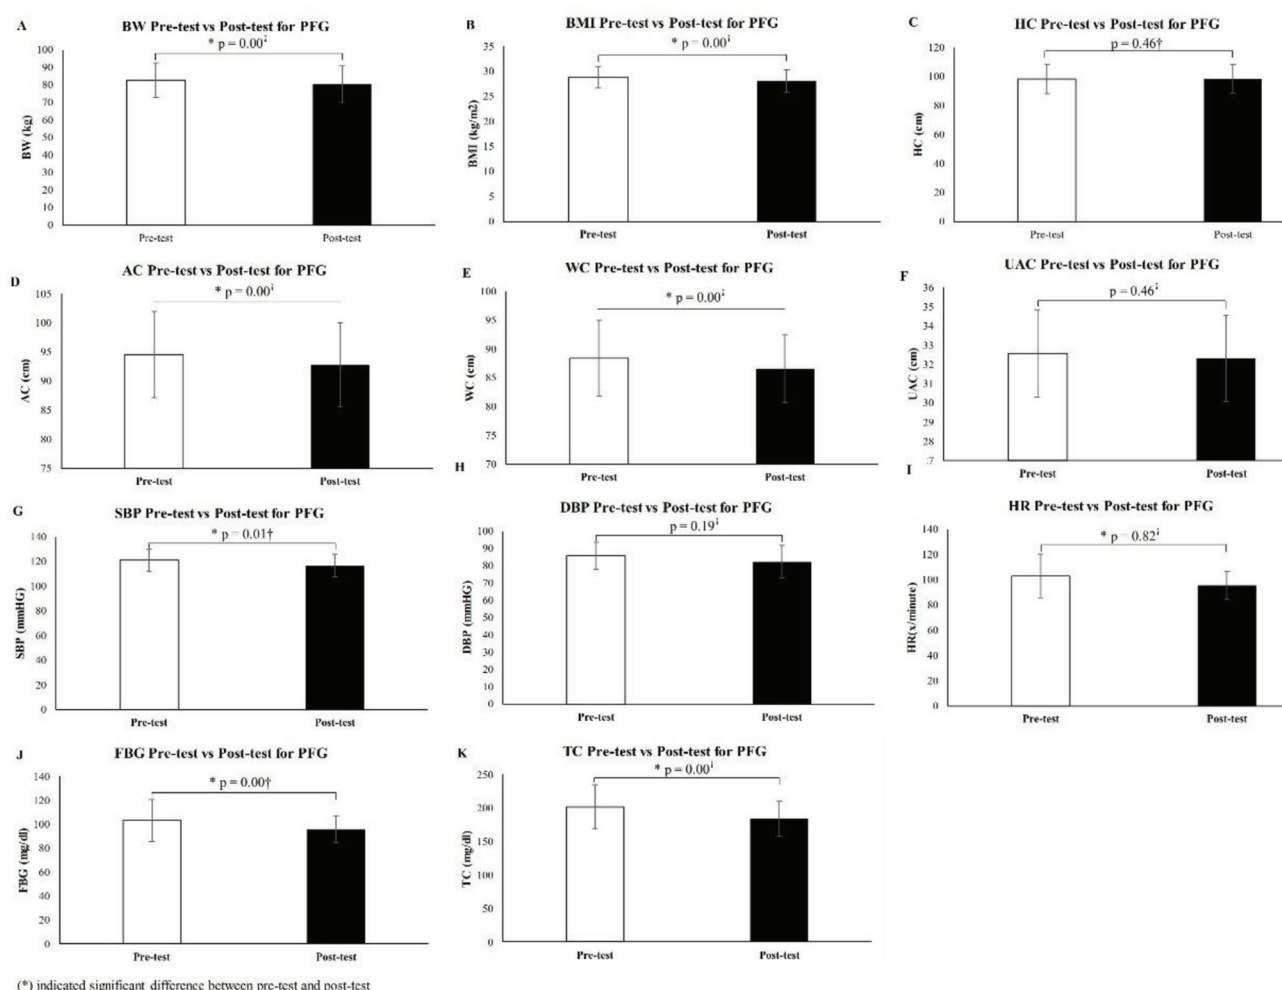 A
BW Pre-test vs Post-test for PFG
* p = 0.00¡
BW (kg)
100
90
80
70
60
50
40
30
20
10
0
Pre-test Post-test
B
BMI Pre-test vs Post-test for PFG
* p = 0.00¡
BMI (kg/m2)
35
30
25
20
15
10
5
0
Pre-test Post-test
C
HC Pre-test vs Post-test for PFG
p = 0.46†
HC (cm)
120
100
80
60
40
20
0
Pre-test Post-test
D
AC Pre-test vs Post-test for PFG
* p = 0.00¡
AC (cm)
105
100
95
90
85
80
75
Pre-test Post-test
E
WC Pre-test vs Post-test for PFG
* p = 0.00¡
WC (cm)
100
95
90
85
80
75
70
Pre-test Post-test
F
UAC Pre-test vs Post-test for PFG
p = 0.46¡
UAC (cm)
36
35
34
33
32
31
30
29
28
.7
Pre-test Post-test
G
SBP Pre-test vs Post-test for PFG
* p = 0.01†
SBP (mmHG)
140
120
100
80
60
40
20
0
Pre-test Post-test
H
DBP Pre-test vs Post-test for PFG
p = 0.19¡
DBP (mmHG)
100
90
80
70
60
50
40
30
20
10
0
Pre-test Post-test
I
HR Pre-test vs Post-test for PFG
* p = 0.82¡
HR(x/minute)
140
120
100
80
60
40
20
0
Pre-test Post-test
J
FBG Pre-test vs Post-test for PFG
* p = 0.00†
FBG (mg/dl)
140
120
100
80
60
40
20
0
Pre-test Post-test
K
TC Pre-test vs Post-test for PFG
* p = 0.00¡
TC (mg/dl)
250
200
150
100
50
0
Pre-test Post-test
(*) indicated significant difference between pre-test and post-test